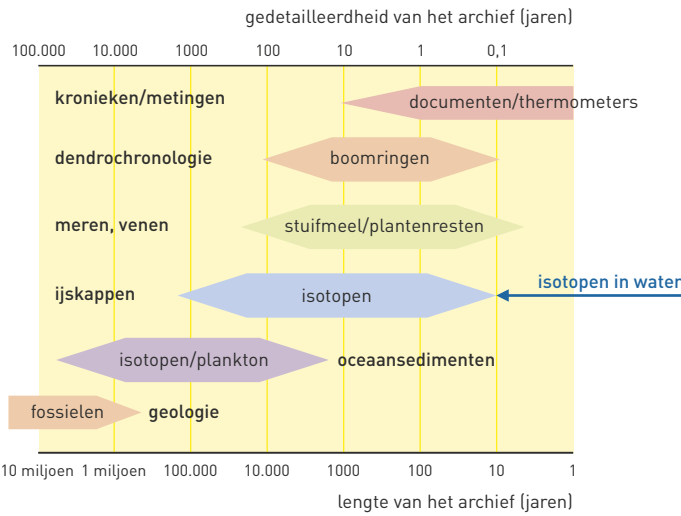 gedetailleerdheid van het archief (jaren)
100.000 10.000 1000 100 10 1 0,1
kronieken/metingen documenten/thermometers
dendrochronologie boomringen
meren, venen stuifmeel/plantenresten
isotopen in water
ijskappen isotopen
isotopen/plankton oceaansedimenten
fossielen geologie
10 miljoen 1 miljoen 100.000 10.000 1000 100 10 1
lengte van het archief (jaren)